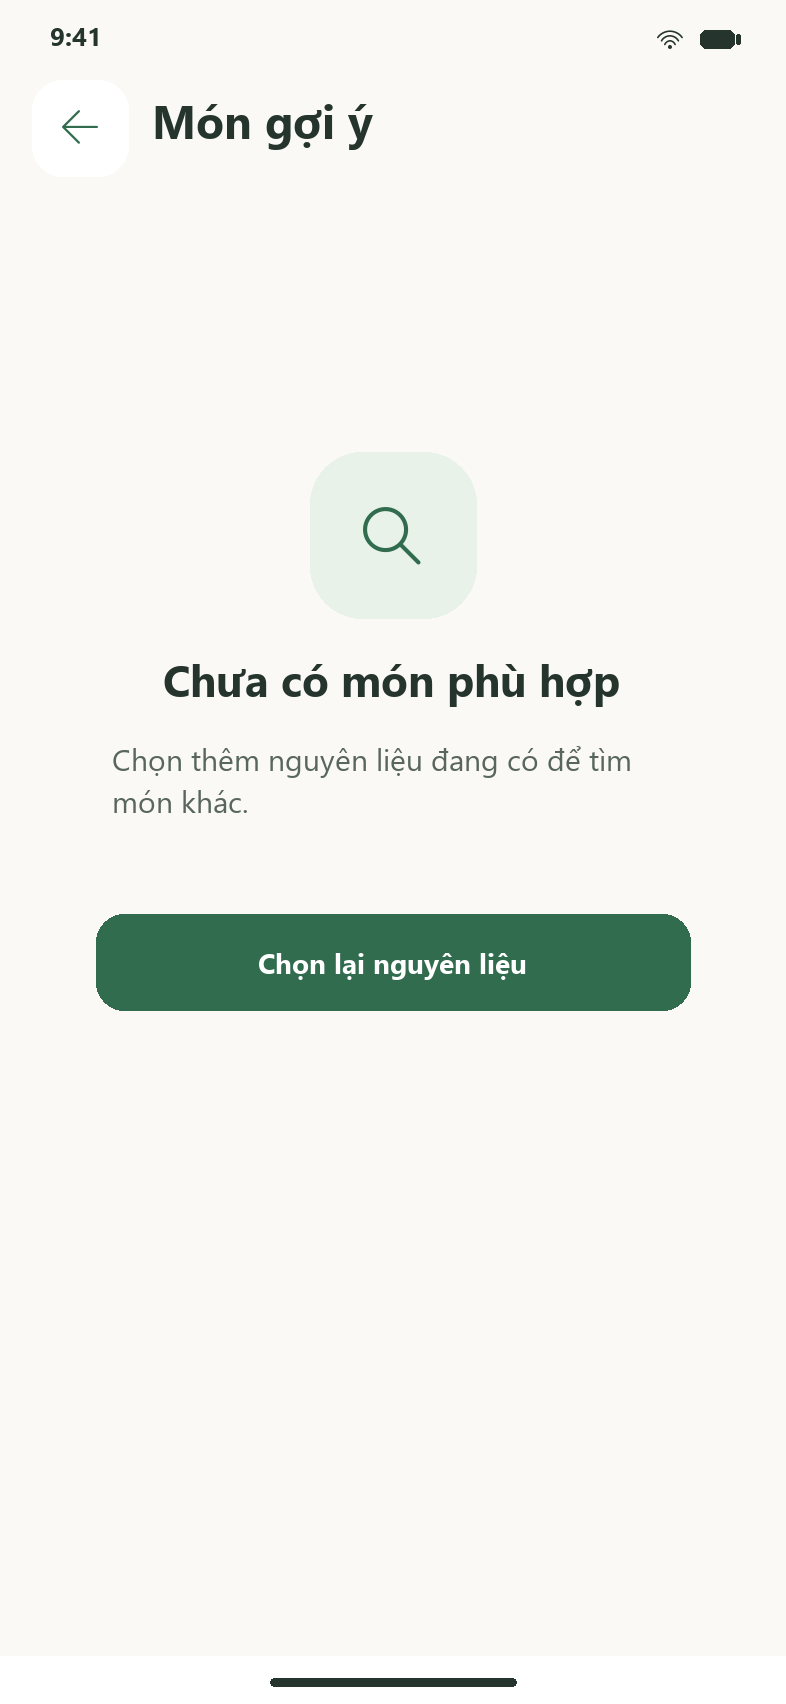 9:41
Món gợi ý
Chưa có món phù hợp
Chọn thêm nguyên liệu đang có để tìm
món khác.
Chọn lại nguyên liệu